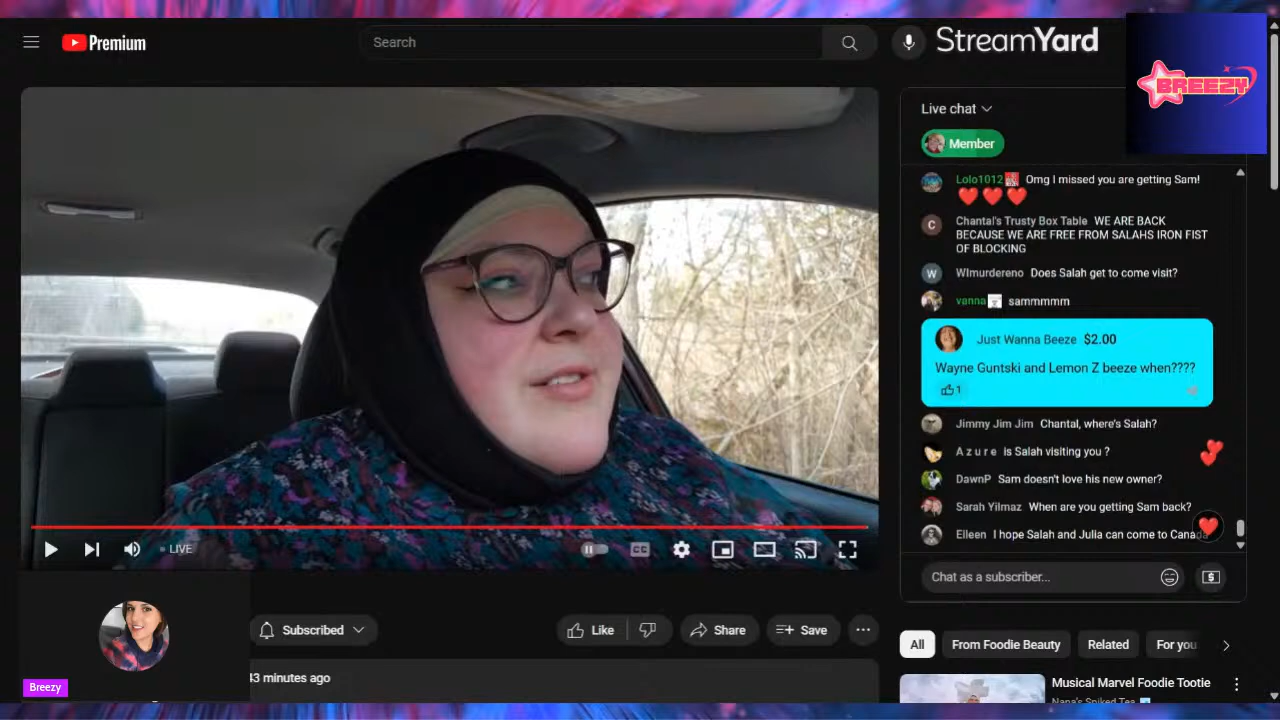 Premium
Search
StreamYard
BREEZY
Live chat
Member
Lolo1012 Omg I missed you are getting Sam!
C Chantal's Trusty Box Table WE ARE BACK
BECAUSE WE ARE FREE FROM SALAHS IRON FIST
OF BLOCKING
W WImurdereno Does Salah get to come visit?
vanna sammmmm
Just Wanna Beeze $2.00
Wayne Guntski and Lemon Z beeze when????
1
Jimmy Jim Jim Chantal, where's Salah?
A z u r e is Salah visiting you ?
DawnP Sam doesn't love his new owner?
Sarah Yilmaz When are you getting Sam back?
Eileen I hope Salah and Julia can come to Canada
LIVE
CC
Chat as a subscriber...
Subscribed
Like
Share
Save
All
From Foodie Beauty
Related
For you
43 minutes ago
Breezy
Musical Marvel Foodie Tootie
Nana's Spiked Tea